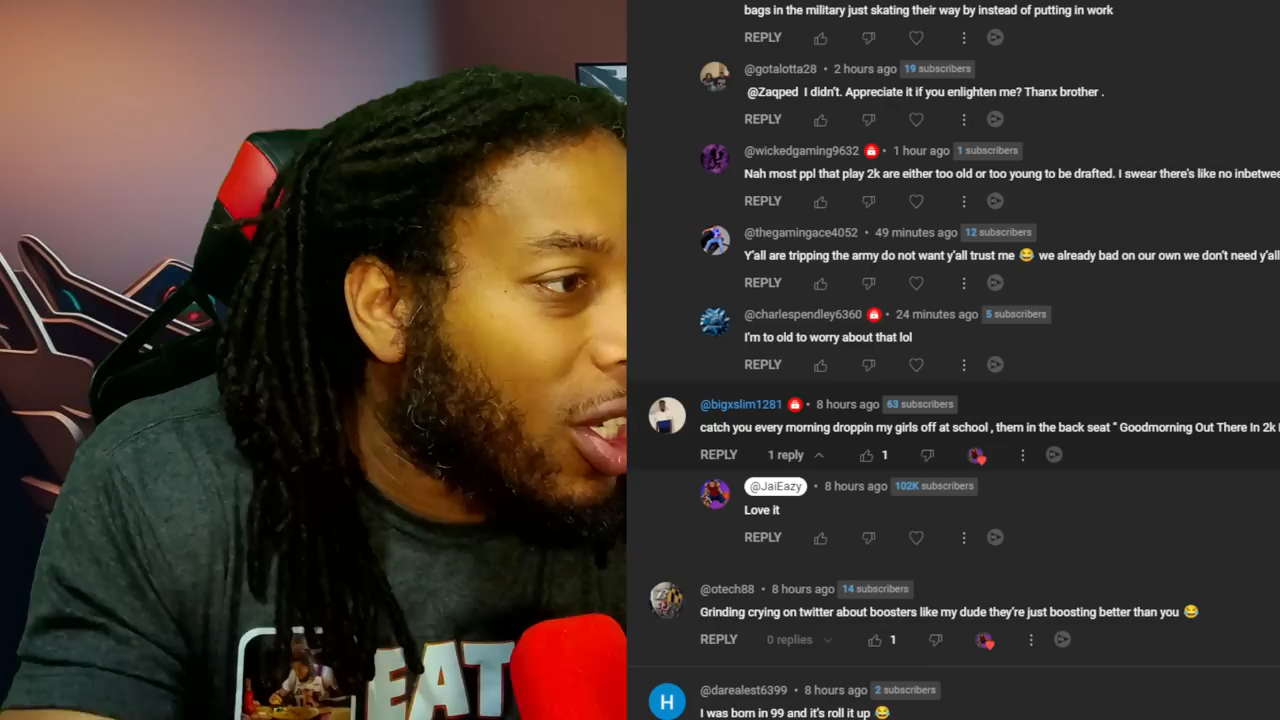 bags in the military just skating their way by instead of putting in work
REPLY
@gotalotta28 • 2 hours ago 19 subscribers
@Zaqped I didn't. Appreciate it if you enlighten me? Thanx brother .
REPLY
@wickedgaming9632 • 1 hour ago 1 subscribers
Nah most ppl that play 2k are either too old or too young to be drafted. I swear there's like no inbetwee
REPLY
@thegamingace4052 • 49 minutes ago 12 subscribers
Y'all are tripping the army do not want y'all trust me 😂 we already bad on our own we don't need y'all
REPLY
@charlespendley6360 • 24 minutes ago 5 subscribers
I'm to old to worry about that lol
REPLY
@bigxslim1281 • 8 hours ago 63 subscribers
catch you every morning droppin my girls off at school , them in the back seat " Goodmorning Out There In 2k
REPLY 1 reply 1
@JaiEazy • 8 hours ago 102K subscribers
Love it
REPLY
@otech88 • 8 hours ago 14 subscribers
Grinding crying on twitter about boosters like my dude they're just boosting better than you 😂
REPLY 0 replies 1
H @darealest6399 • 8 hours ago 2 subscribers
I was born in 99 and it's roll it up 😂
EAT